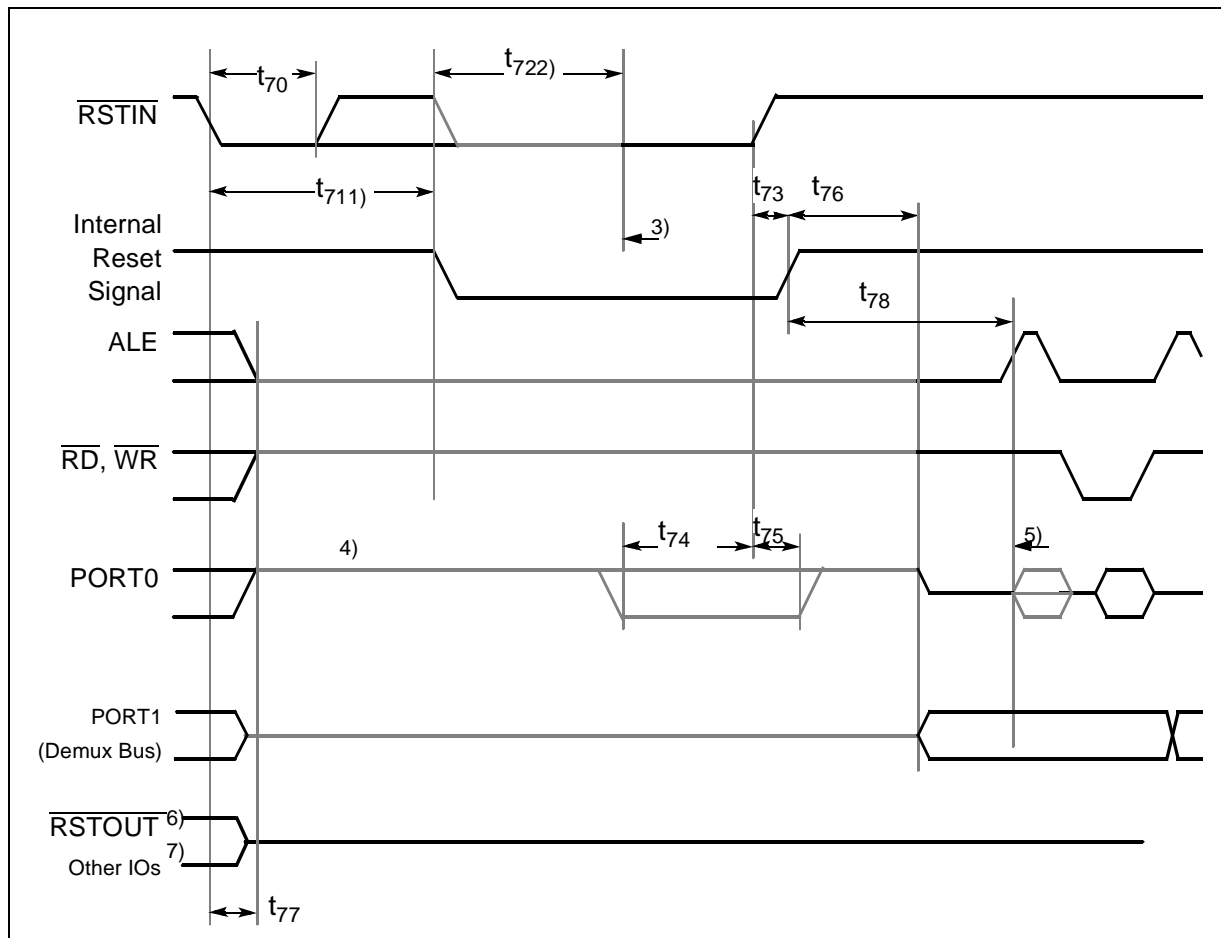 t70
t722)
RSTIN
t711)
t73
t76
Internal
Reset
Signal
3)
t78
ALE
RD, WR
4)
t74
t75
5)
PORT0
PORT1
(Demux Bus)
RSTOUT 6)
Other IOs 7)
t77